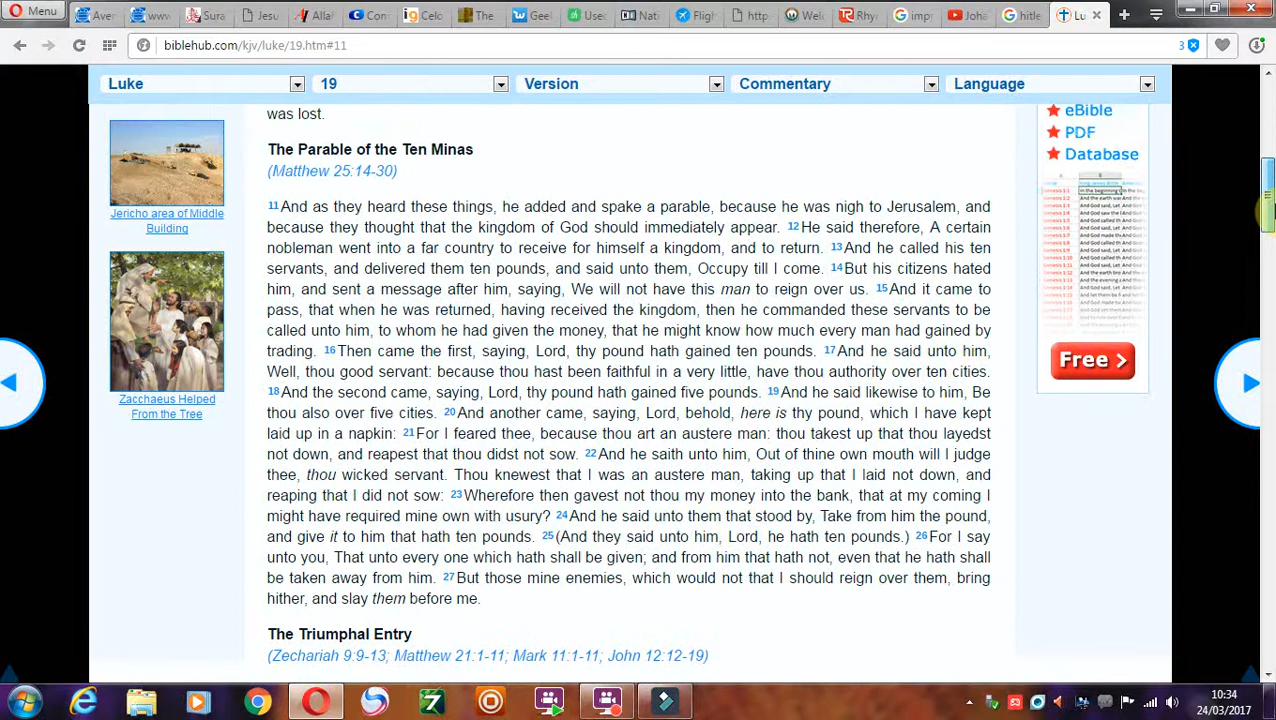 Menu
Aver
www
Sura
Jesu
Allal
Con
Celo
The
Geel
Used
Nati
Fligh
http
Welc
Rhy
impr
Joha
hitle
Lu
biblehub.com/kjv/luke/19.htm#11
3
Luke
19
Version
Commentary
Language
was lost.
The Parable of the Ten Minas
(Matthew 25:14-30)
11And as they heard these things, he added and spake a parable, because he was nigh to Jerusalem, and
because they thought that the kingdom of God should immediately appear. 12He said therefore, A certain
nobleman went into a far country to receive for himself a kingdom, and to return. 13And he called his ten
servants, and delivered them ten pounds, and said unto them, Occupy till I come. 14But his citizens hated
him, and sent a message after him, saying, We will not have this man to reign over us. 15And it came to
pass, that when he was returned, having received the kingdom, then he commanded these servants to be
called unto him, to whom he had given the money, that he might know how much every man had gained by
trading. 16Then came the first, saying, Lord, thy pound hath gained ten pounds. 17And he said unto him,
Well, thou good servant: because thou hast been faithful in a very little, have thou authority over ten cities.
18And the second came, saying, Lord, thy pound hath gained five pounds. 19And he said likewise to him, Be
thou also over five cities. 20And another came, saying, Lord, behold, here is thy pound, which I have kept
laid up in a napkin: 21For I feared thee, because thou art an austere man: thou takest up that thou layedst
not down, and reapest that thou didst not sow. 22And he saith unto him, Out of thine own mouth will I judge
thee, thou wicked servant. Thou knewest that I was an austere man, taking up that I laid not down, and
reaping that I did not sow: 23Wherefore then gavest not thou my money into the bank, that at my coming I
might have required mine own with usury? 24And he said unto them that stood by, Take from him the pound,
and give it to him that hath ten pounds. 25(And they said unto him, Lord, he hath ten pounds.) 26For I say
unto you, That unto every one which hath shall be given; and from him that hath not, even that he hath shall
be taken away from him. 27But those mine enemies, which would not that I should reign over them, bring
hither, and slay them before me.
The Triumphal Entry
(Zechariah 9:9-13; Matthew 21:1-11; Mark 11:1-11; John 12:12-19)
Jericho area of Middle
Building
Zacchaeus Helped
From the Tree
eBible
PDF
Database
Free >
10:34
24/03/2017